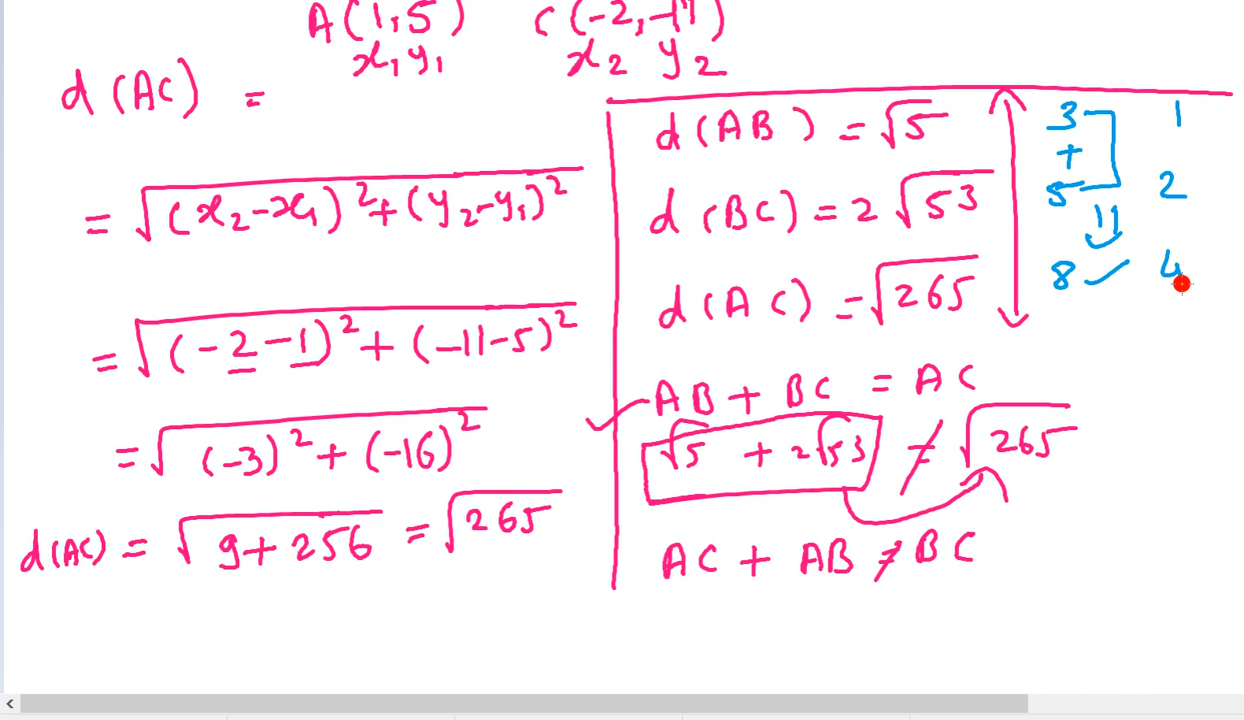 A(1,5) C(-2,-11)
x₁ y₁ x₂ y₂
d(AC) =
= √((x₂-x₁)²+(y₂-y₁)²)
= √((-2-1)²+(-11-5)²)
= √((-3)²+(-16)²)
d(AC) = √(9+256) = √265
d(AB) = √5
d(BC) = 2√53
d(AC) = √265
AB + BC = AC
√5 + 2√53 ≠ √265
AC + AB ≠ BC
3 1
+
5 2
11
8 4